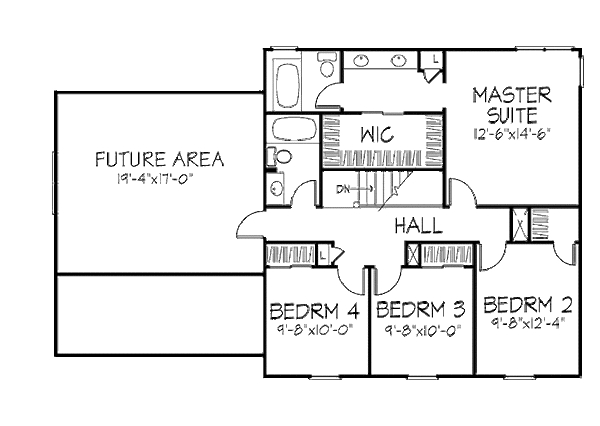 L
MASTER
SUITE
12'-6"x14'-6"
WIC
FUTURE AREA
19'-4"x17'-0"
DN
HALL
L
BEDRM 4
9'-8"x10'-0"
BEDRM 3
9'-8"x10'-0"
BEDRM 2
9'-8"x12'-4"